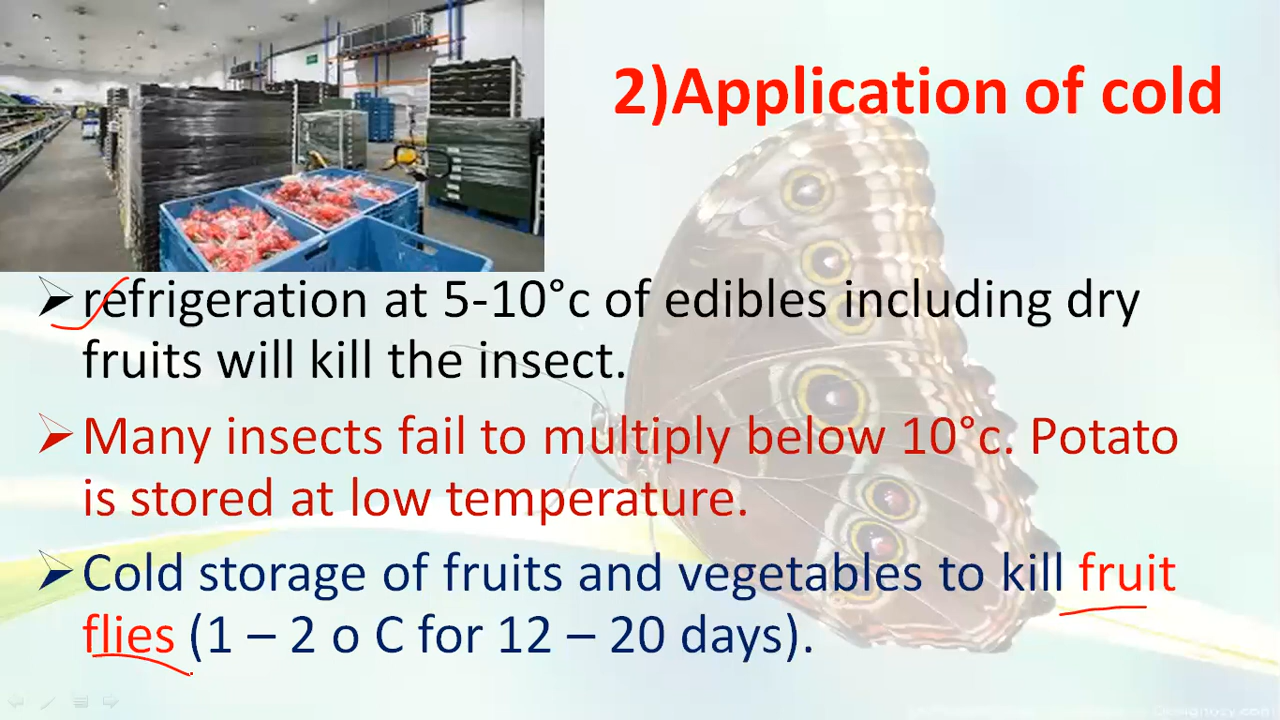 2)Application of cold
refrigeration at 5-10°c of edibles including dry
fruits will kill the insect.
Many insects fail to multiply below 10°c. Potato
is stored at low temperature.
Cold storage of fruits and vegetables to kill fruit
flies (1 – 2 o C for 12 – 20 days).